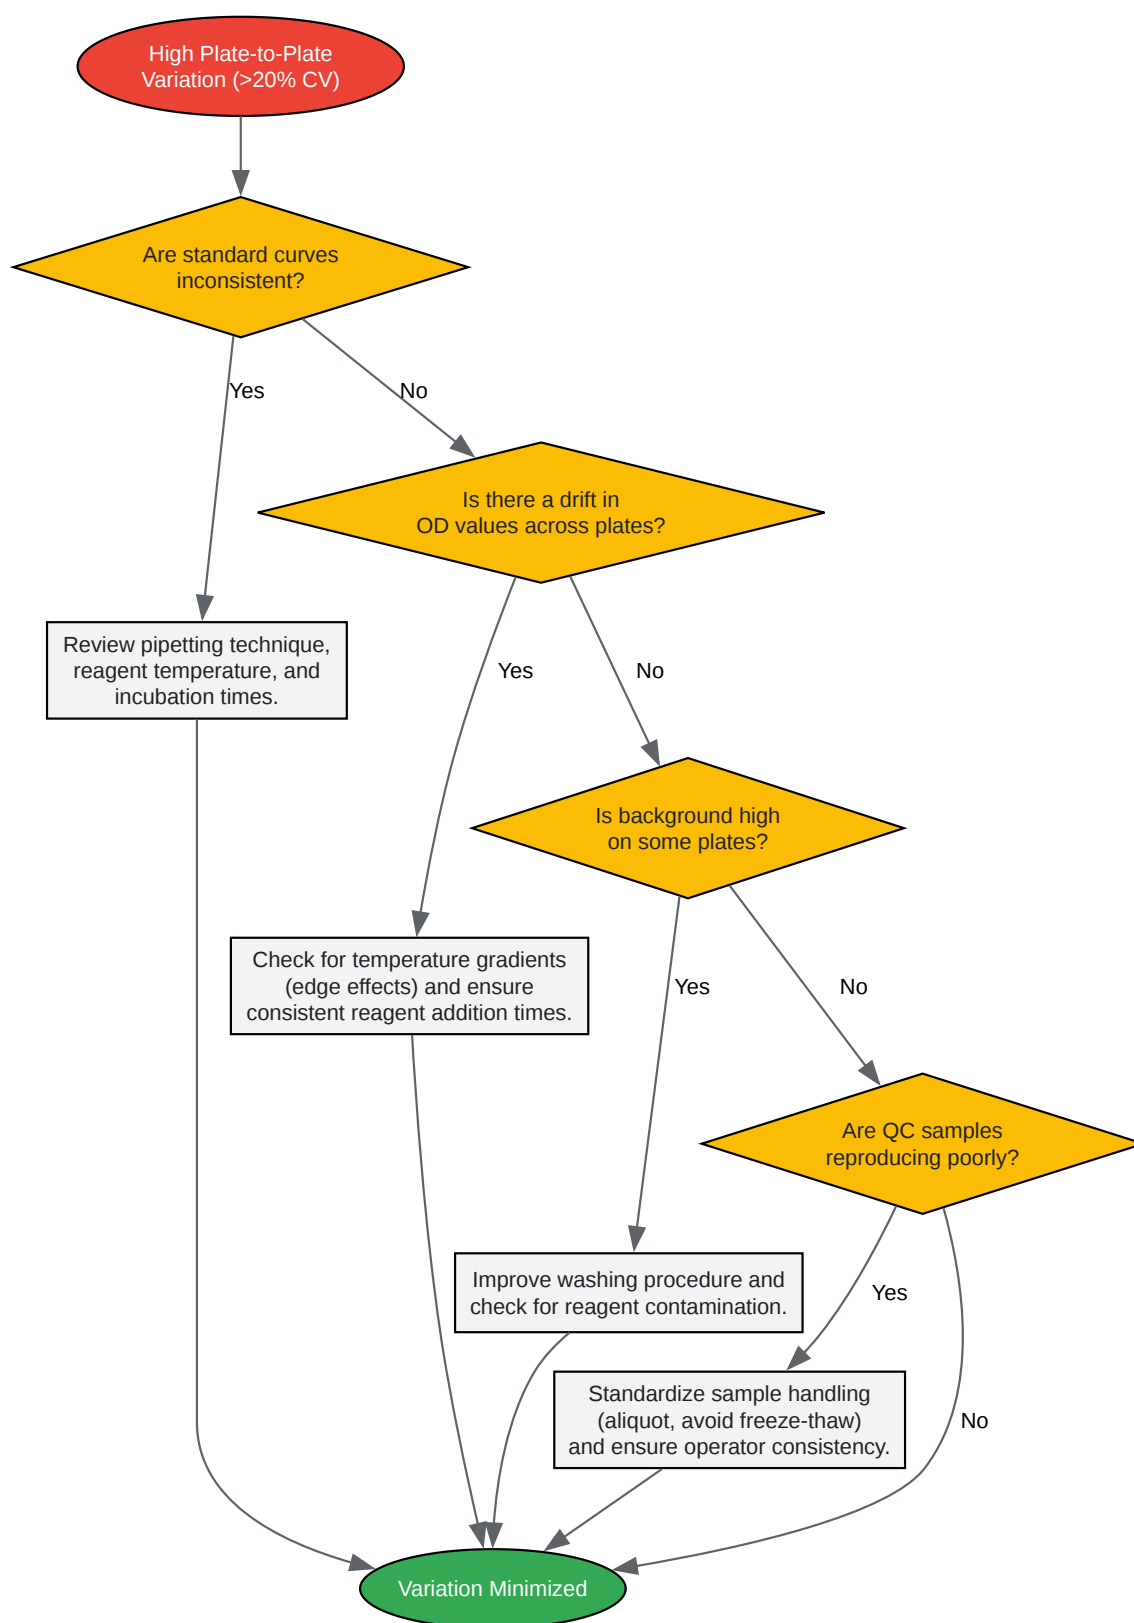 High Plate-to-Plate
Variation (>20% CV)
Are standard curves
inconsistent?
Yes
No
Is there a drift in
OD values across plates?
Review pipetting technique,
reagent temperature, and
incubation times.
Yes
No
Is background high
on some plates?
Check for temperature gradients
(edge effects) and ensure
consistent reagent addition times.
Yes
No
Are QC samples
reproducing poorly?
Improve washing procedure and
check for reagent contamination.
Yes
Standardize sample handling
(aliquot, avoid freeze-thaw)
and ensure operator consistency.
No
Variation Minimized